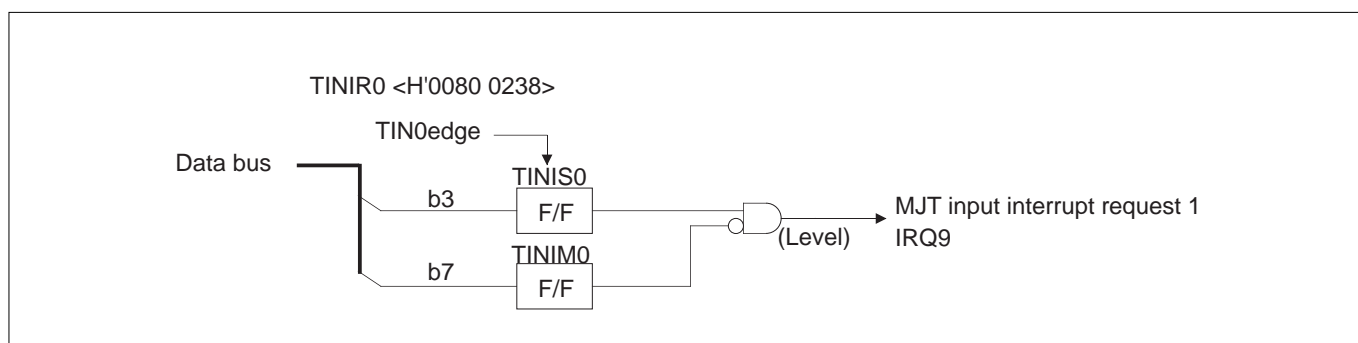 TINIR0 <H'0080 0238>
TIN0edge
Data bus
TINIS0
b3
F/F
MJT input interrupt request 1
(Level)
IRQ9
TINIM0
b7
F/F